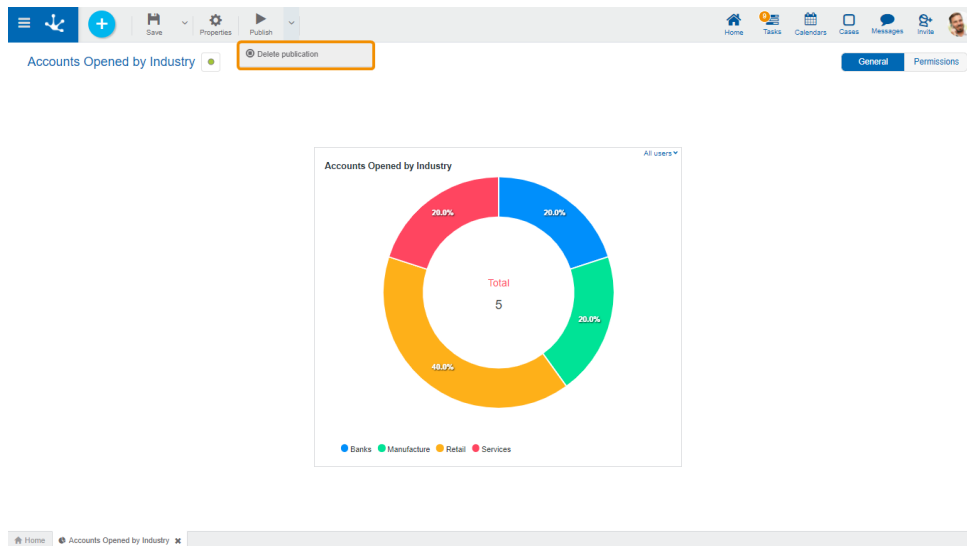 Save
Properties
Publish
Home
9
Tasks
Calendars
Cases
Messages
Invite
Delete publication
Accounts Opened by Industry
General
Permissions
All users
Accounts Opened by Industry
20.0%
20.0%
Total
5
20.0%
40.0%
Banks Manufacture Retail Services
Home Accounts Opened by Industry